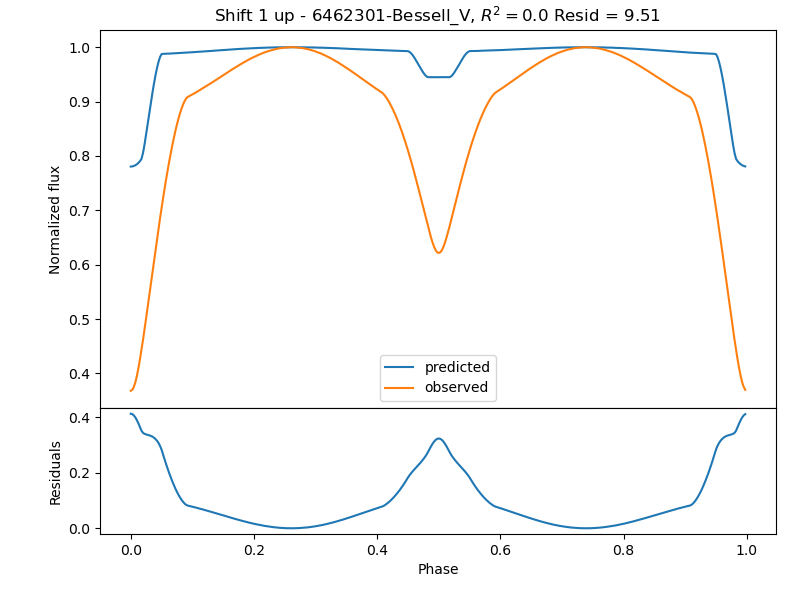 Shift 1 up - 6462301-Bessell_V, R² = 0.0 Resid = 9.51
Normalized flux
1.0
0.9
0.8
0.7
0.6
0.5
0.4
predicted
observed
Residuals
0.4
0.2
0.0
0.0 0.2 0.4 0.6 0.8 1.0
Phase